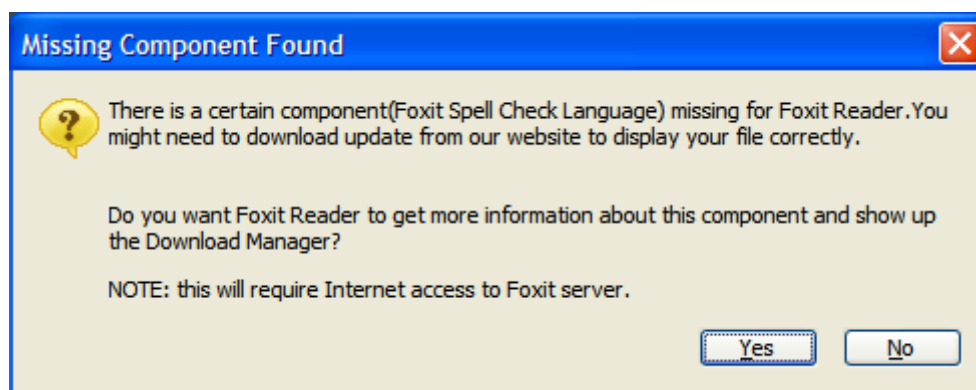 Missing Component Found
There is a certain component(Foxit Spell Check Language) missing for Foxit Reader.You
might need to download update from our website to display your file correctly.
Do you want Foxit Reader to get more information about this component and show up
the Download Manager?
NOTE: this will require Internet access to Foxit server.
Yes No